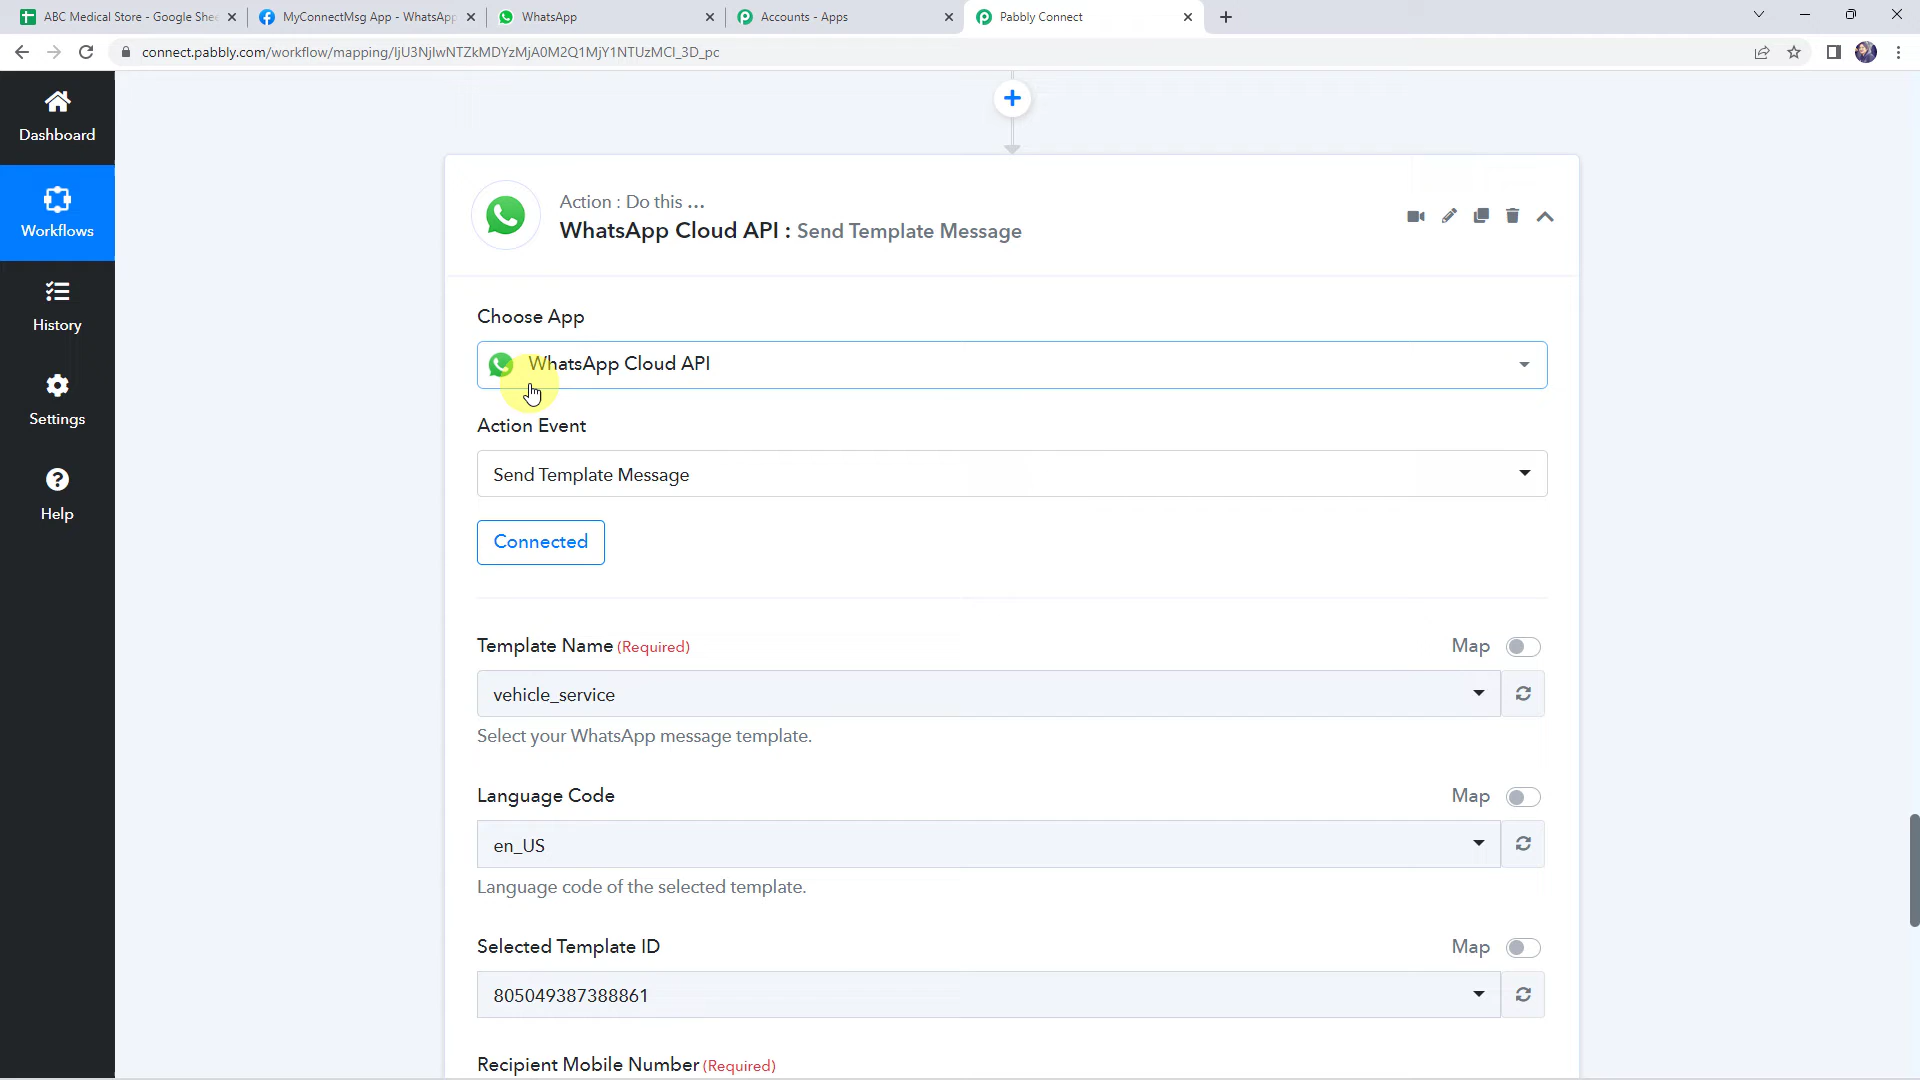 ABC Medical Store - Google She
MyConnectMsg App - WhatsApp
WhatsApp
Accounts - Apps
Pabbly Connect
connect.pabbly.com/workflow/mapping/IjU3NjIwNTZkMDYzMjA0M2Q1MjY1NTUzMCI_3D_pc
Dashboard
Workflows
History
Settings
Help
Action : Do this ...
WhatsApp Cloud API : Send Template Message
Choose App
WhatsApp Cloud API
Action Event
Send Template Message
Connected
Template Name (Required)
Map
vehicle_service
Select your WhatsApp message template.
Language Code
Map
en_US
Language code of the selected template.
Selected Template ID
Map
805049387388861
Recipient Mobile Number (Required)